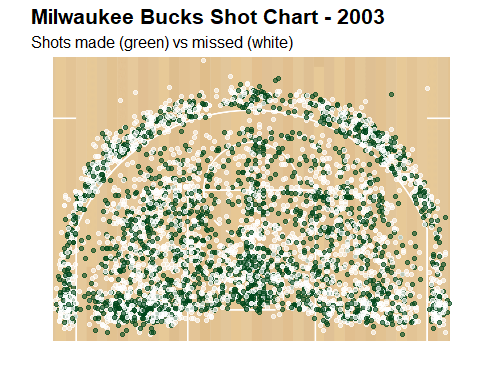 Milwaukee Bucks Shot Chart - 2003
Shots made (green) vs missed (white)